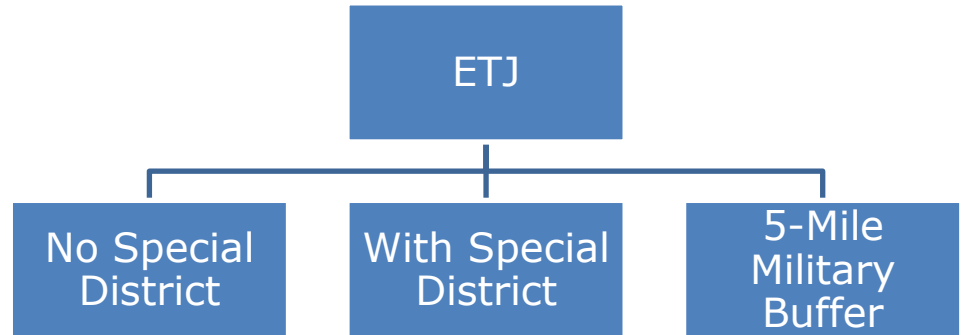 ETJ
No Special
District
With Special
District
5-Mile
Military
Buffer